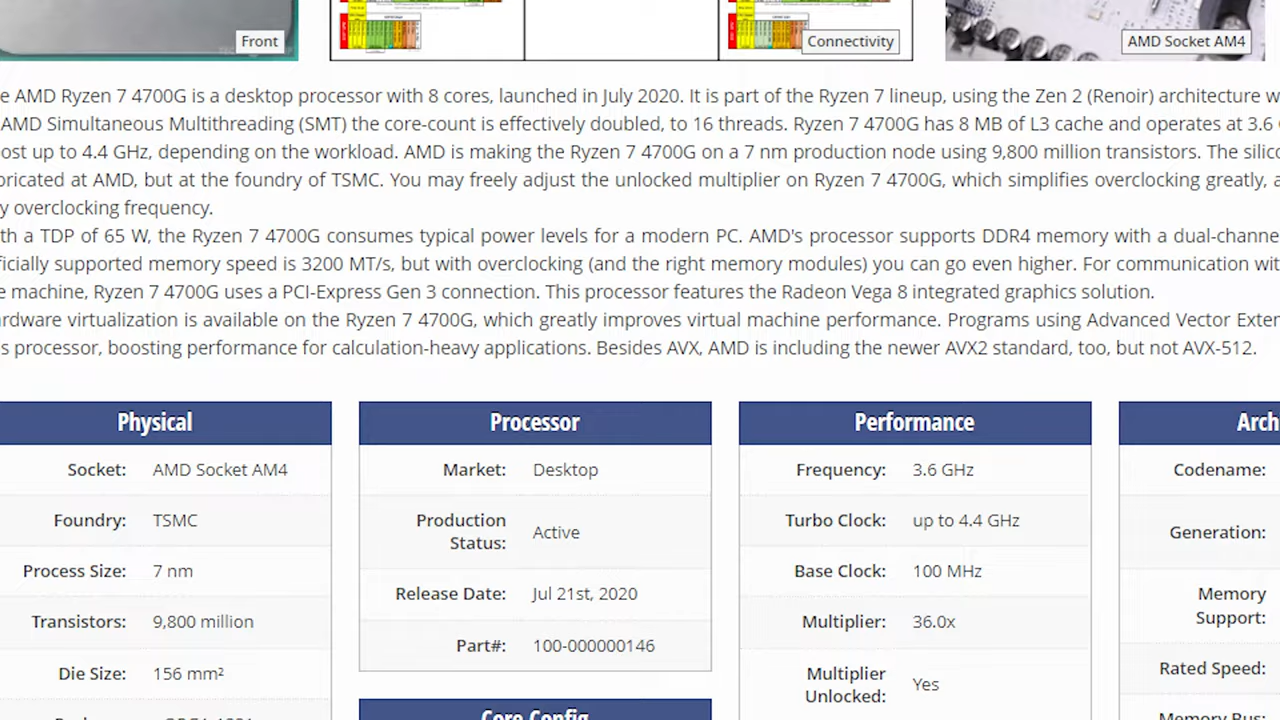 Front
Connectivity
AMD Socket AM4
e AMD Ryzen 7 4700G is a desktop processor with 8 cores, launched in July 2020. It is part of the Ryzen 7 lineup, using the Zen 2 (Renoir) architecture w
AMD Simultaneous Multithreading (SMT) the core-count is effectively doubled, to 16 threads. Ryzen 7 4700G has 8 MB of L3 cache and operates at 3.6
ost up to 4.4 GHz, depending on the workload. AMD is making the Ryzen 7 4700G on a 7 nm production node using 9,800 million transistors. The silico
bricated at AMD, but at the foundry of TSMC. You may freely adjust the unlocked multiplier on Ryzen 7 4700G, which simplifies overclocking greatly, a
y overclocking frequency.
th a TDP of 65 W, the Ryzen 7 4700G consumes typical power levels for a modern PC. AMD's processor supports DDR4 memory with a dual-channe
ficially supported memory speed is 3200 MT/s, but with overclocking (and the right memory modules) you can go even higher. For communication wit
e machine, Ryzen 7 4700G uses a PCI-Express Gen 3 connection. This processor features the Radeon Vega 8 integrated graphics solution.
ardware virtualization is available on the Ryzen 7 4700G, which greatly improves virtual machine performance. Programs using Advanced Vector Exten
s processor, boosting performance for calculation-heavy applications. Besides AVX, AMD is including the newer AVX2 standard, too, but not AVX-512.
Physical
Socket: AMD Socket AM4
Foundry: TSMC
Process Size: 7 nm
Transistors: 9,800 million
Die Size: 156 mm²
Processor
Market: Desktop
Production
Status: Active
Release Date: Jul 21st, 2020
Part#: 100-000000146
Core Config
Performance
Frequency: 3.6 GHz
Turbo Clock: up to 4.4 GHz
Base Clock: 100 MHz
Multiplier: 36.0x
Multiplier
Unlocked: Yes
Arch
Codename:
Generation:
Memory
Support:
Rated Speed:
Memory Bus: